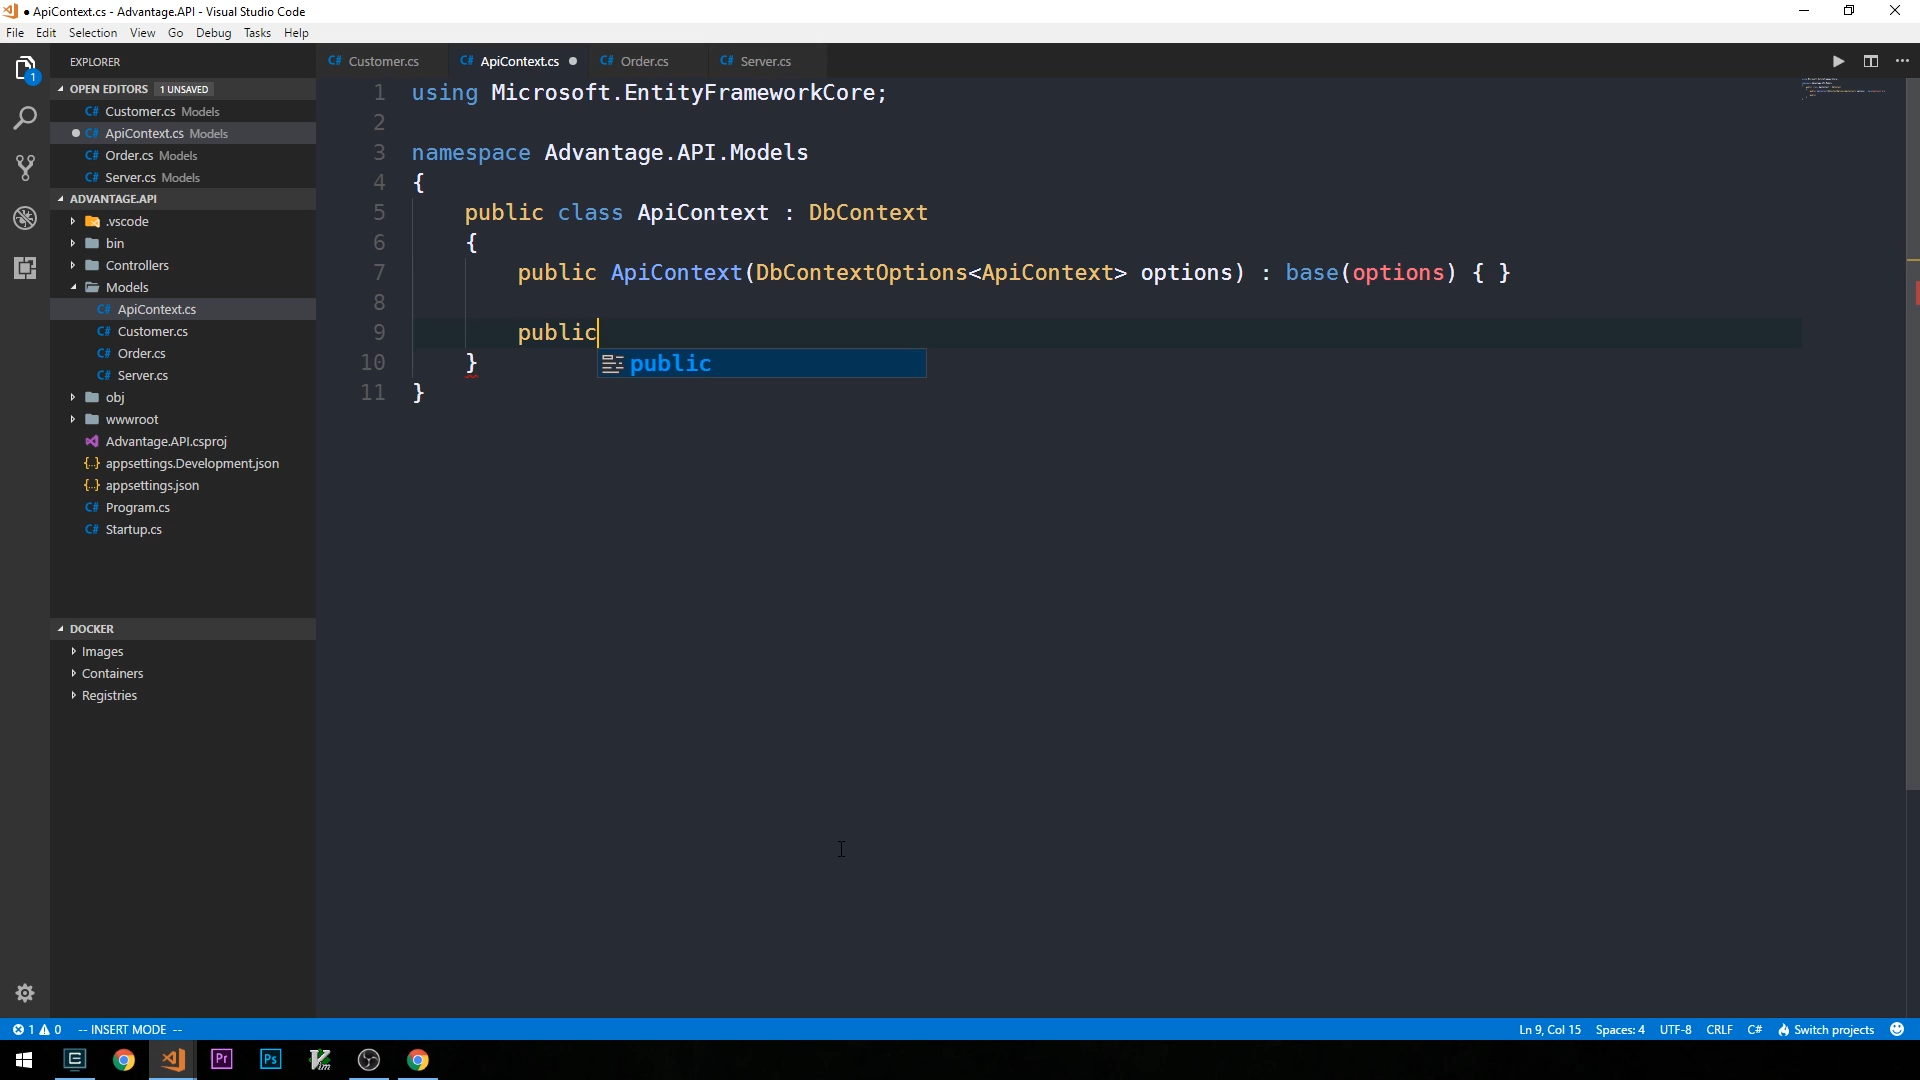 ApiContext.cs - Advantage.API - Visual Studio Code
File Edit Selection View Go Debug Tasks Help
EXPLORER
OPEN EDITORS 1 UNSAVED
Customer.cs Models
ApiContext.cs Models
Order.cs Models
Server.cs Models
ADVANTAGE.API
.vscode
bin
Controllers
Models
ApiContext.cs
Customer.cs
Order.cs
Server.cs
obj
wwwroot
Advantage.API.csproj
appsettings.Development.json
appsettings.json
Program.cs
Startup.cs
DOCKER
Images
Containers
Registries
Customer.cs ApiContext.cs Order.cs Server.cs
1 using Microsoft.EntityFrameworkCore;
2
3 namespace Advantage.API.Models
4 {
5 public class ApiContext : DbContext
6 {
7 public ApiContext(DbContextOptions<ApiContext> options) : base(options) { }
8
9 public
public
10 }
11 }
1 0 -- INSERT MODE -- Ln 9, Col 15 Spaces: 4 UTF-8 CRLF C# Switch projects